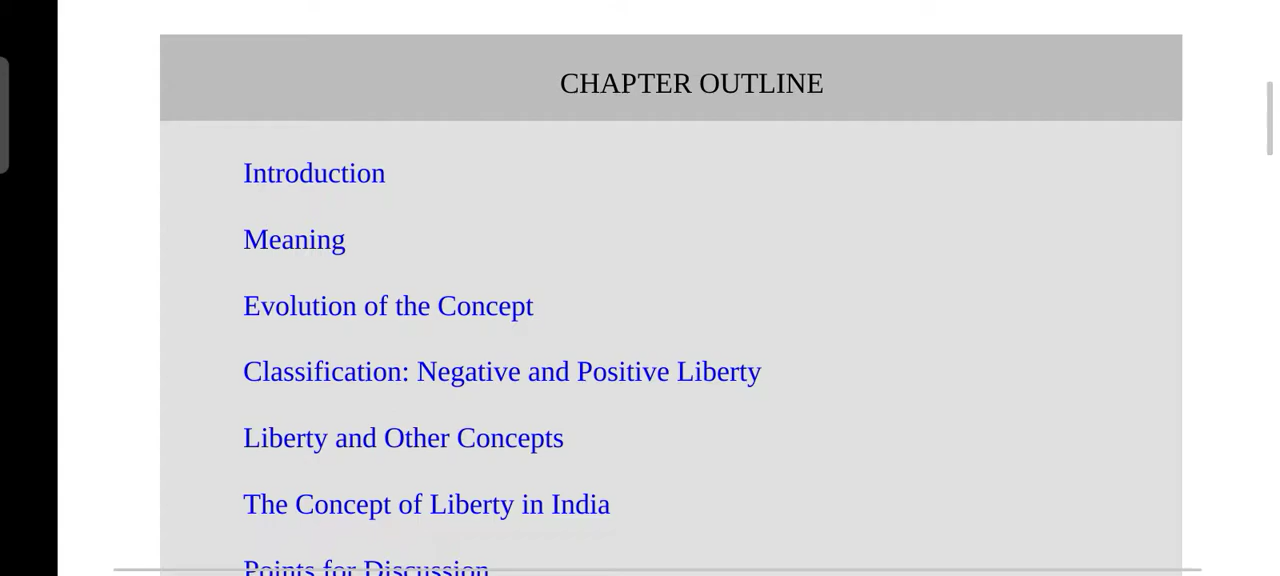 CHAPTER OUTLINE
Introduction
Meaning
Evolution of the Concept
Classification: Negative and Positive Liberty
Liberty and Other Concepts
The Concept of Liberty in India
Points for Discussion